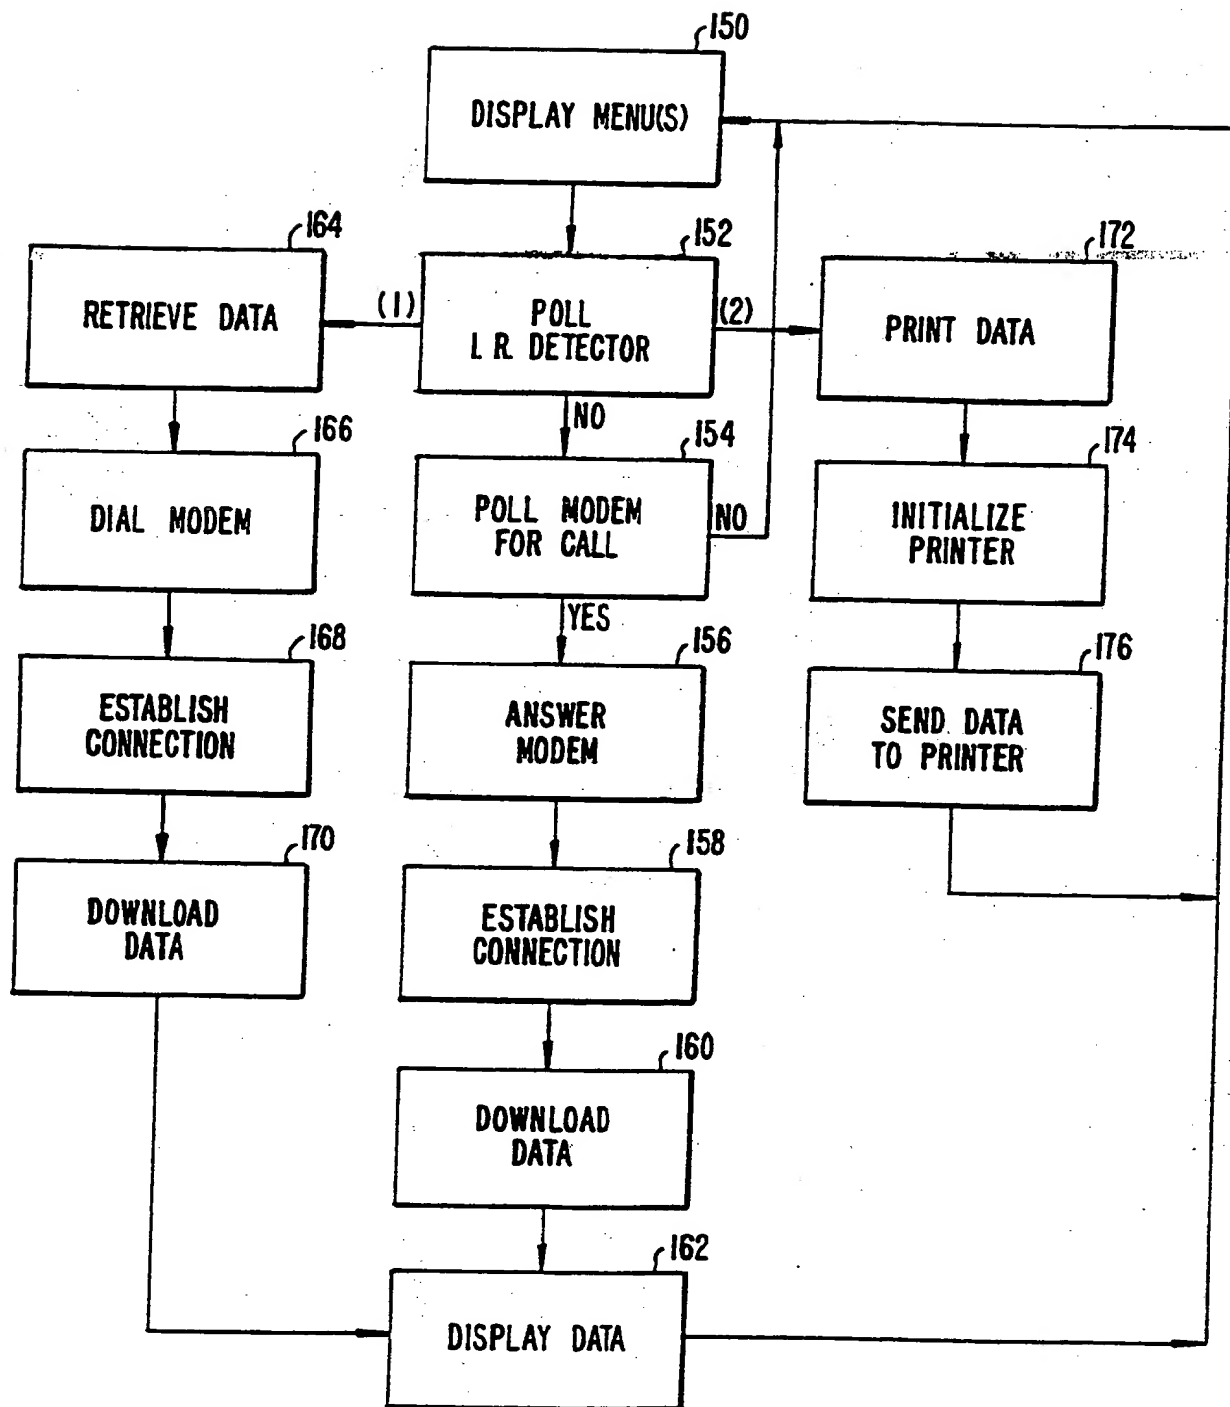 150
DISPLAY MENU(S)
164
152
172
RETRIEVE DATA
(1)
POLL
I.R. DETECTOR
(2)
PRINT DATA
NO
166
154
174
DIAL MODEM
POLL MODEM
FOR CALL
NO
INITIALIZE
PRINTER
YES
168
156
176
ESTABLISH
CONNECTION
ANSWER
MODEM
SEND DATA
TO PRINTER
170
158
DOWNLOAD
DATA
ESTABLISH
CONNECTION
160
DOWNLOAD
DATA
162
DISPLAY DATA